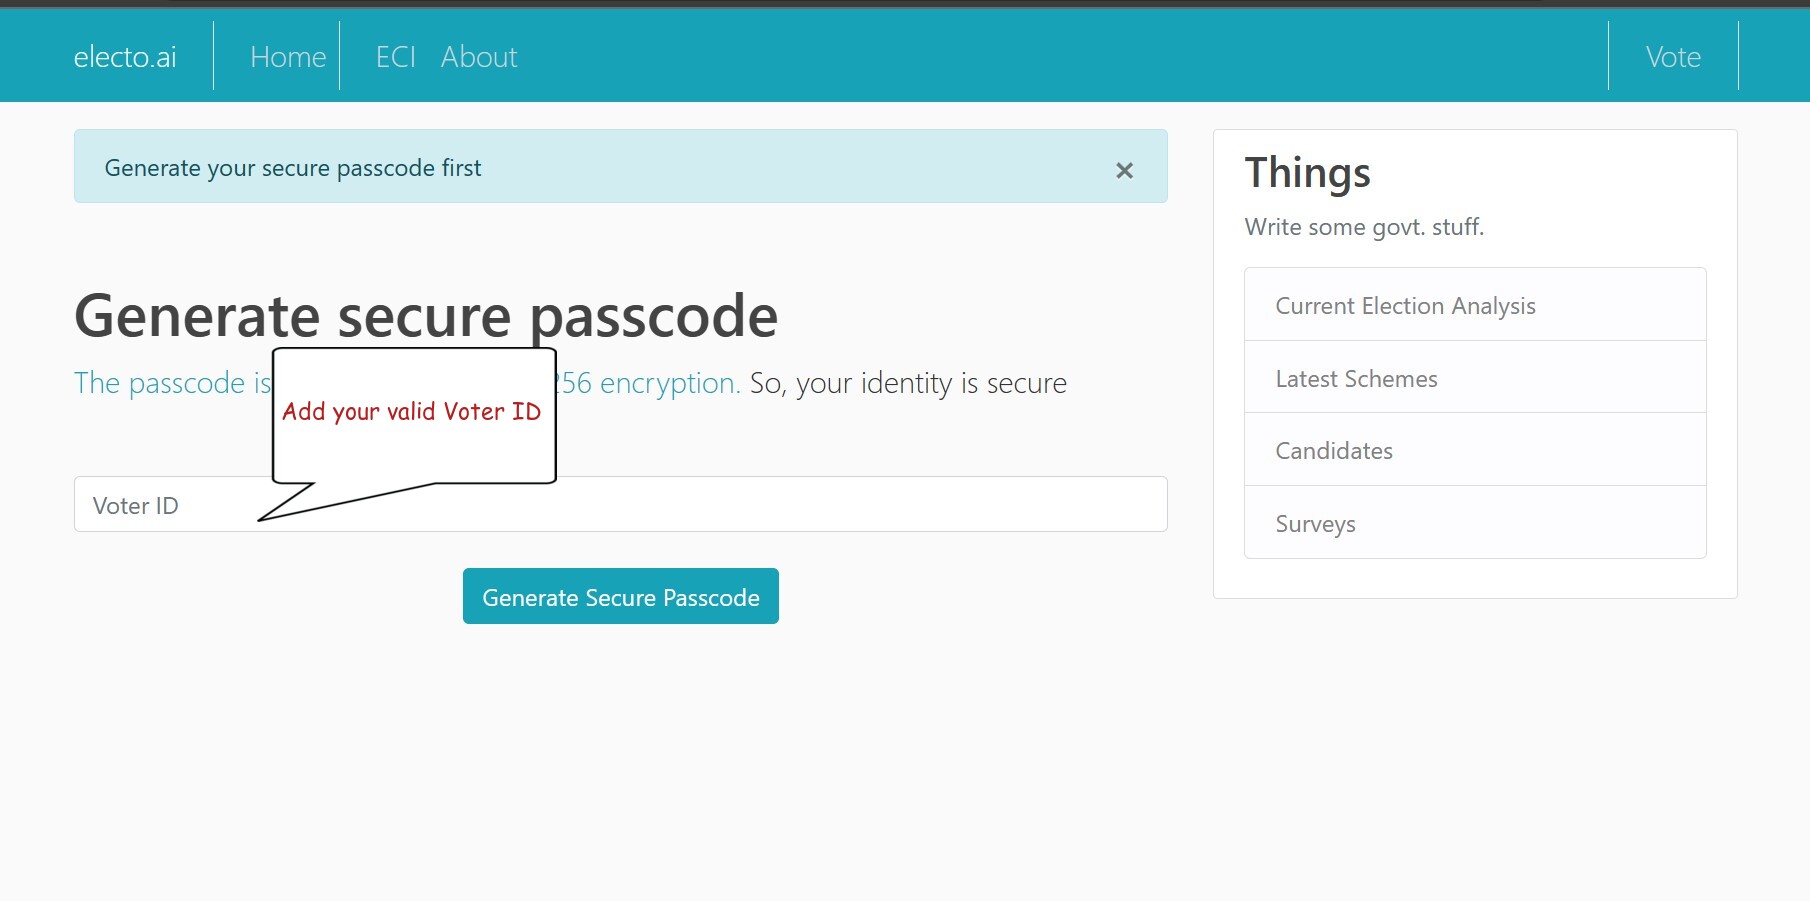 electo.ai Home ECI About Vote
Generate your secure passcode first ×
Generate secure passcode
The passcode is 256 encryption. So, your identity is secure
Add your valid Voter ID
Voter ID
Generate Secure Passcode
Things
Write some govt. stuff.
Current Election Analysis
Latest Schemes
Candidates
Surveys